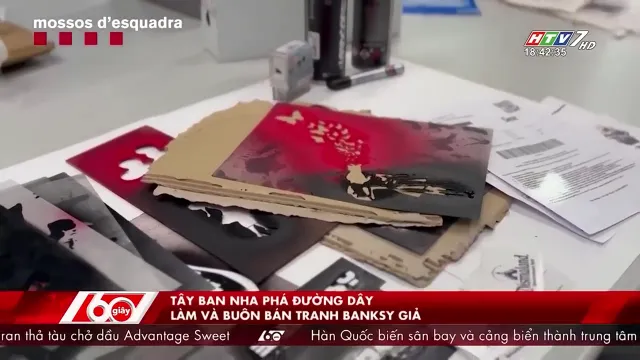 mossos d'esquadra
HTV7 HD
18:42:35
60 giây
TÂY BAN NHA PHÁ ĐƯỜNG DÂY
LÀM VÀ BUÔN BÁN TRANH BANKSY GIẢ
ran thả tàu chở dầu Advantage Sweet
Hàn Quốc biến sân bay và cảng biển thành trung tâm